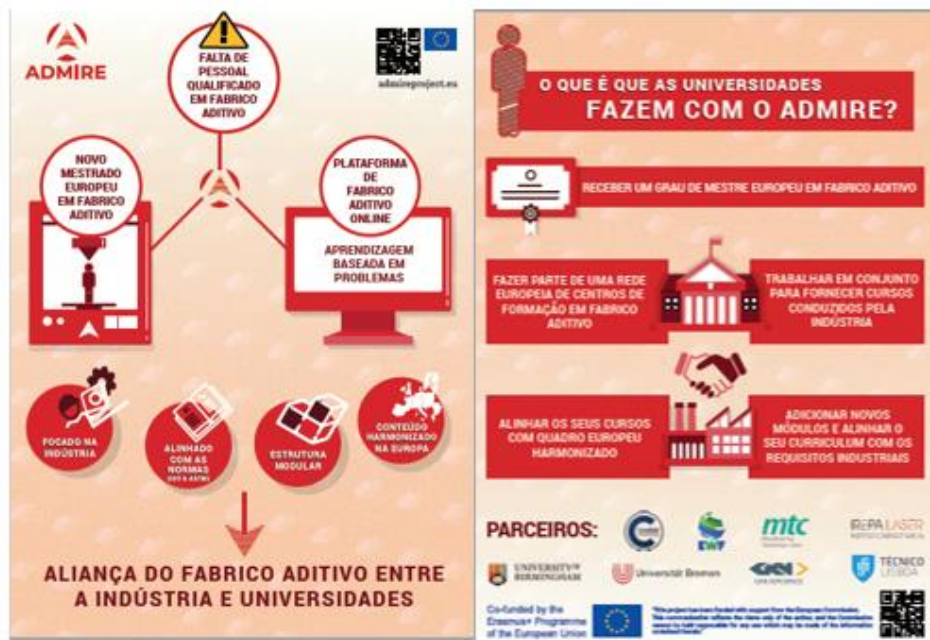 ADMIRE
FALTA DE
PESSOAL
QUALIFICADO
EM FABRICO
ADITIVO
admireproject.eu
NOVO
MESTRADO
EUROPEU
EM FABRICO
ADITIVO
PLATAFORMA
DE
FABRICO
ADITIVO
ONLINE
APRENDIZAGEM
BASEADA EM
PROBLEMAS
FOCADO NA
INDÚSTRIA
ALINHADO
COM AS
NORMAS
ESTRUTURA
MODULAR
CONTEÚDO
HARMONIZADO
NA EUROPA
ALIANÇA DO FABRICO ADITIVO ENTRE
A INDÚSTRIA E UNIVERSIDADES
O QUE É QUE AS UNIVERSIDADES
FAZEM COM O ADMIRE?
RECEBER UM GRAU DE MESTRE EUROPEU EM FABRICO ADITIVO
FAZER PARTE DE UMA REDE
EUROPEIA DE CENTROS DE
FORMAÇÃO EM FABRICO
ADITIVO
TRABALHAR EM CONJUNTO
PARA FORNECER CURSOS
CONDUZIDOS PELA
INDÚSTRIA
ALINHAR OS SEUS CURSOS
COM QUADRO EUROPEU
HARMONIZADO
ADICIONAR NOVOS
MÓDULOS E ALINHAR O
SEU CURRICULUM COM OS
REQUISITOS INDUSTRIAIS
PARCEIROS:
EWF
mtc
IREPA LASER
UNIVERSITY OF
BIRMINGHAM
Universität Bremen
GKN
TÉCNICO
LISBOA
Co-funded by the
Erasmus+ Programme
of the European Union